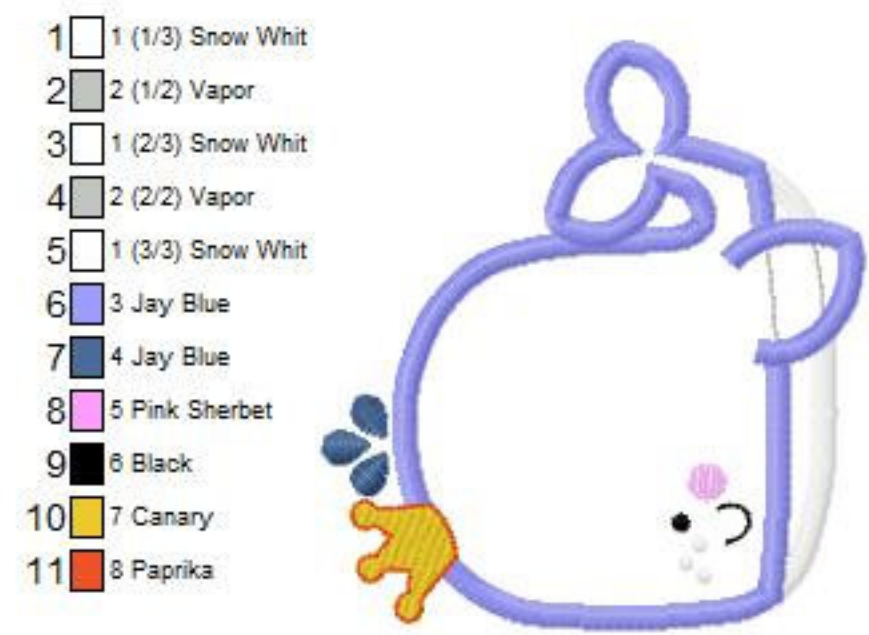 1 1 (1/3) Snow Whit
2 2 (1/2) Vapor
3 1 (2/3) Snow Whit
4 2 (2/2) Vapor
5 1 (3/3) Snow Whit
6 3 Jay Blue
7 4 Jay Blue
8 5 Pink Sherbet
9 6 Black
10 7 Canary
11 8 Paprika